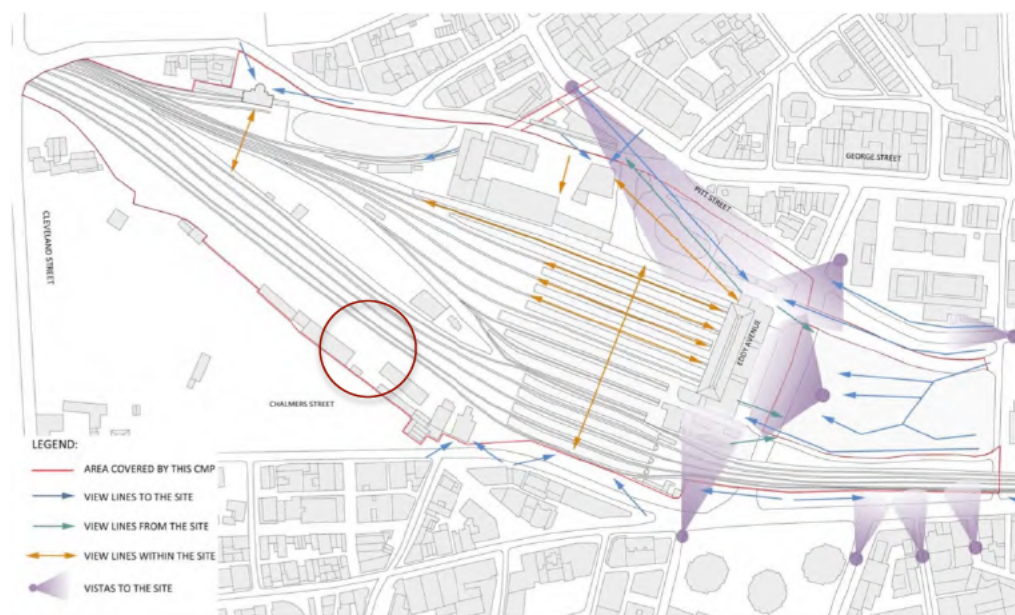 GEORGE STREET
PITT STREET
CLEVELAND STREET
EDDY AVENUE
CHALMERS STREET
LEGEND:
AREA COVERED BY THIS CMP
VIEW LINES TO THE SITE
VIEW LINES FROM THE SITE
VIEW LINES WITHIN THE SITE
VISTAS TO THE SITE